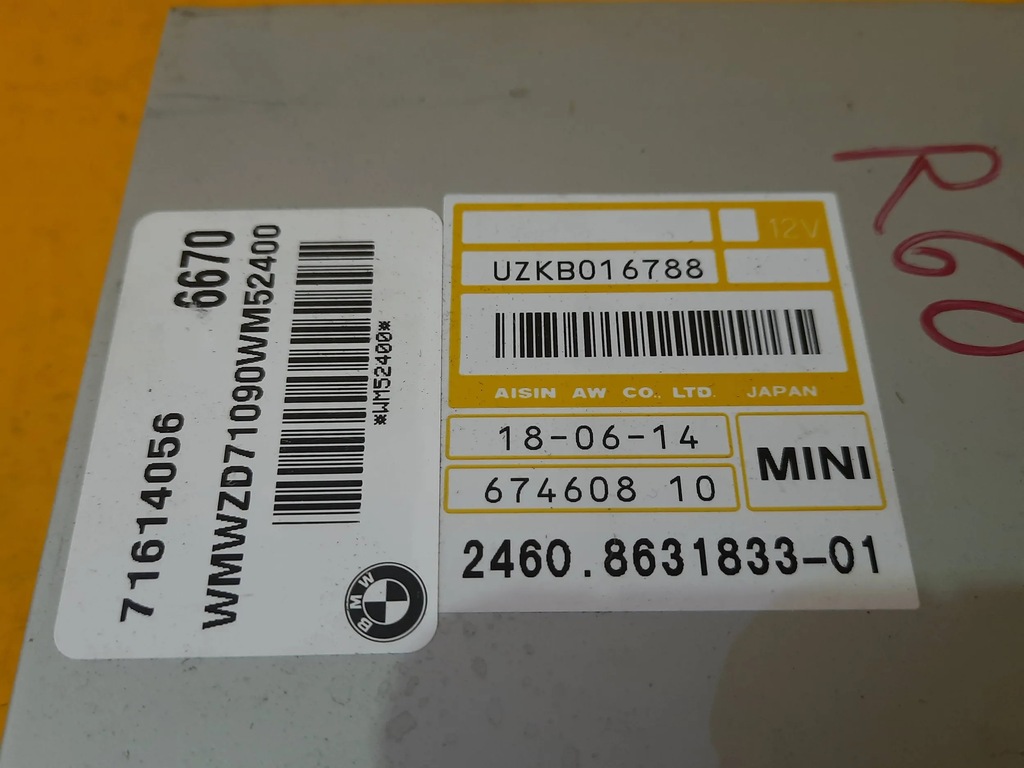 71614056
6670
WMWZD71090WM52400
*WM52400*
BMW
12V
UZKB016788
AISIN AW CO., LTD. JAPAN
18-06-14
674608 10
MINI
2460.8631833-01
R60